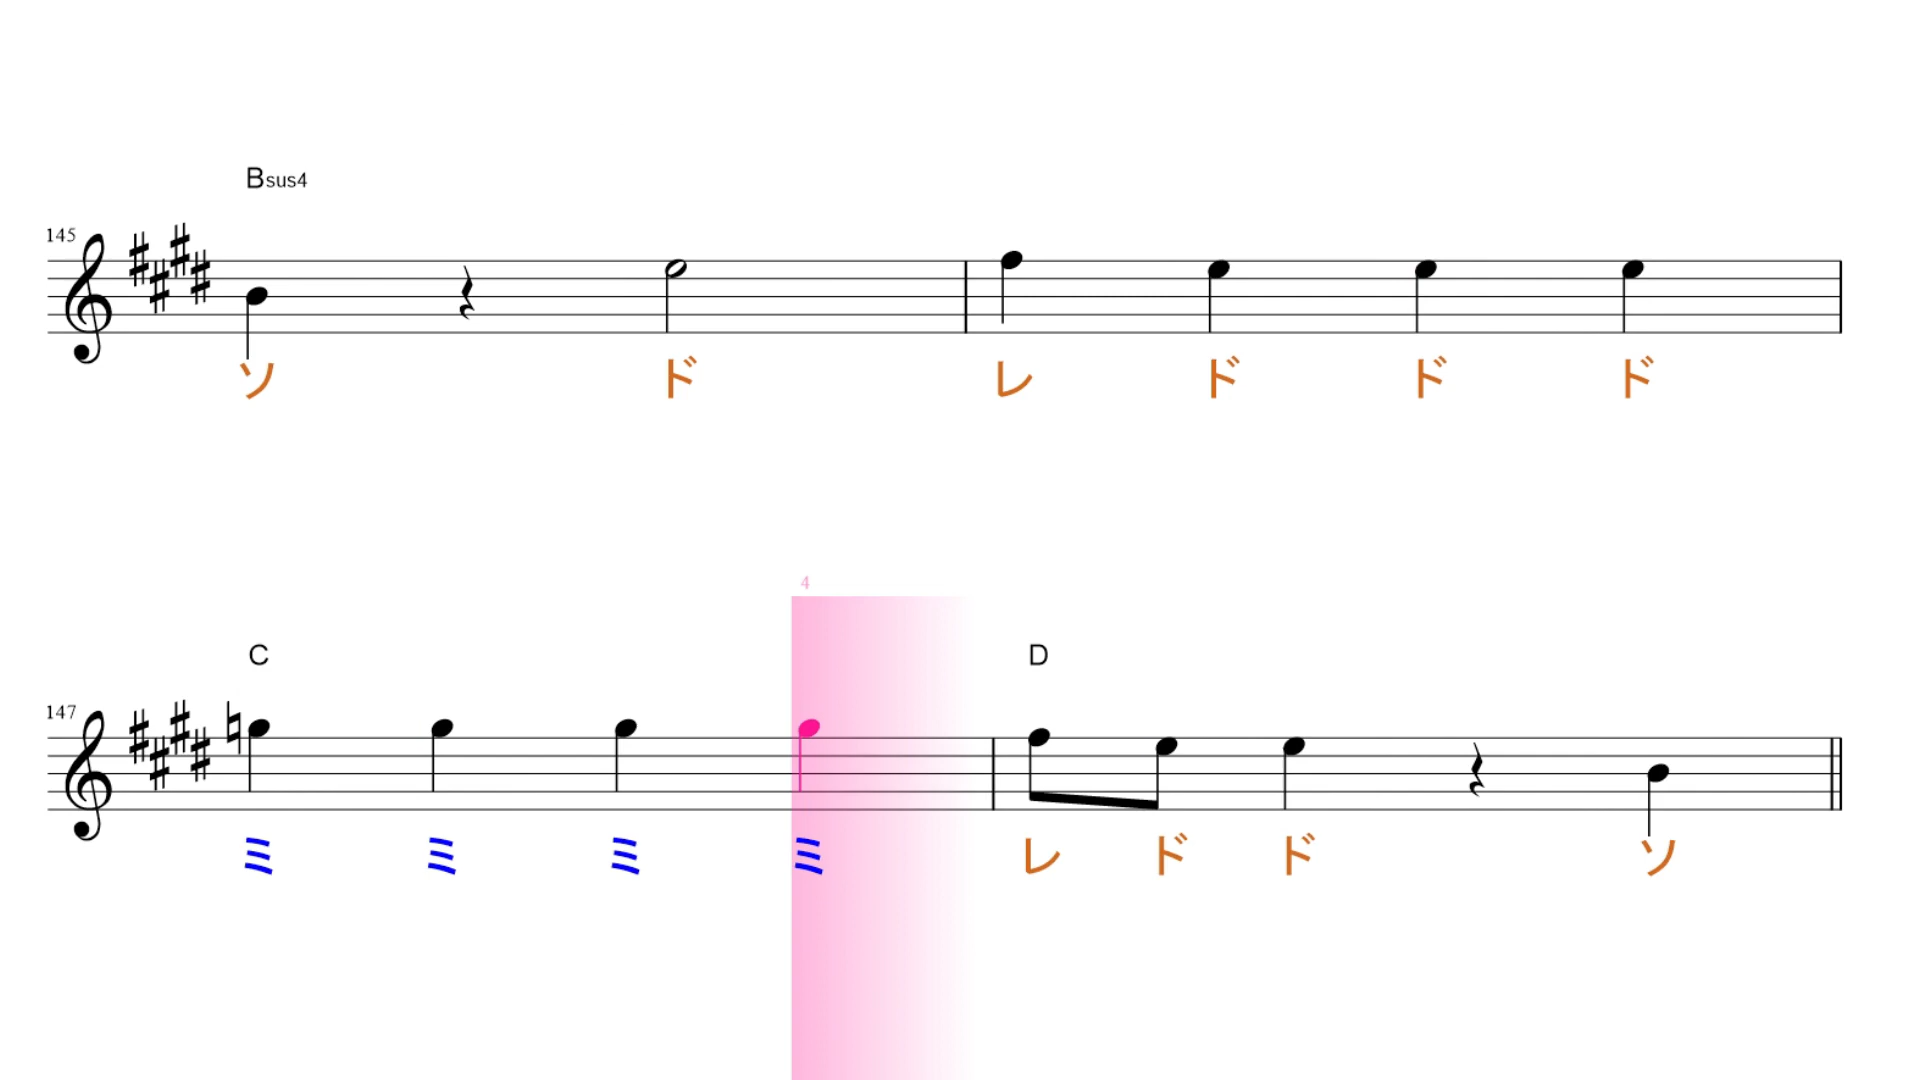 Bsus4
145
ソ ド レ ド ド ド
4
C D
147
ミ ミ ミ ミ レ ド ド ソ